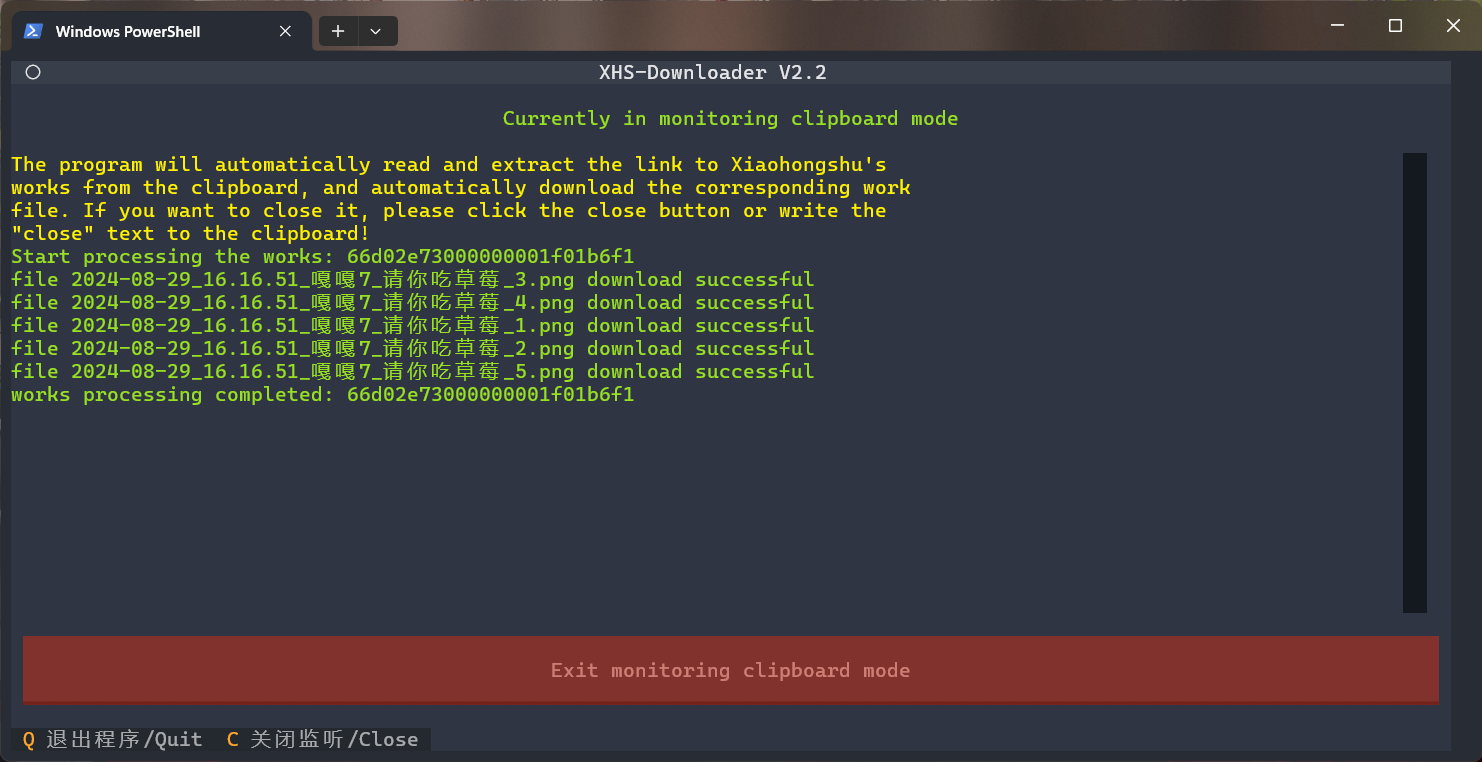 Windows PowerShell
XHS-Downloader V2.2
Currently in monitoring clipboard mode
The program will automatically read and extract the link to Xiaohongshu's
works from the clipboard, and automatically download the corresponding work
file. If you want to close it, please click the close button or write the
"close" text to the clipboard!
Start processing the works: 66d02e73000000001f01b6f1
file 2024-08-29_16.16.51_嘎嘎7_请你吃草莓_3.png download successful
file 2024-08-29_16.16.51_嘎嘎7_请你吃草莓_4.png download successful
file 2024-08-29_16.16.51_嘎嘎7_请你吃草莓_1.png download successful
file 2024-08-29_16.16.51_嘎嘎7_请你吃草莓_2.png download successful
file 2024-08-29_16.16.51_嘎嘎7_请你吃草莓_5.png download successful
works processing completed: 66d02e73000000001f01b6f1
Exit monitoring clipboard mode
Q 退出程序/Quit C 关闭监听/Close